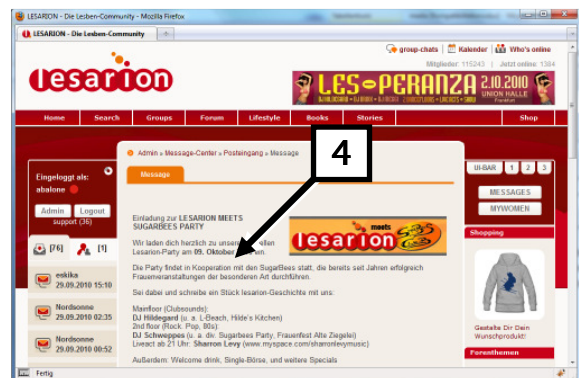 LESARION - Die Lesben-Community - Mozilla Firefox
LESARION - Die Lesben-Community
group-chats | Kalender | Who's online
Mitglieder 115243 | Jetzt online: 1384
lesarion
LES-PERANZA 2.10.2010
UNION HALLE
Frankfurt
Home Search Groups Forum Lifestyle Books Stories Shop
Admin » Message-Center » Posteingang » Message
Message
4
Eingeloggt als:
abalone
Admin Logout
support (36)
[76] [1]
eskika
29.09.2010 15:10
Nordsonne
29.09.2010 02:35
Nordsonne
29.09.2010 00:52
Einladung zur LESARION MEETS
SUGARBEES PARTY
meets
lesarion
Wir laden dich herzlich zu
Lesarion-Party am 09. Oktober
Die Party findet in Kooperation mit den SugarBees statt, die bereits seit Jahren erfolgreich
Frauenveranstaltungen der besonderen Art durchführen.
Sei dabei und schreibe ein Stück lesarion-Geschichte mit uns:
Mainfloor (Clubsounds):
DJ Hildegard (u. a. L-Beach, Hilde's Kitchen)
2nd floor (Rock, Pop, 80s):
DJ Schweppes (u. a. div. Sugarbees Party, Frauenfest Alte Ziegelei)
Liveact ab 21 Uhr: Sharron Levy (www.myspace.com/sharronlevymusic)
Außerdem: Welcome drink, Single-Börse, und weitere Specials
UI-BAR 1 2 3
MESSAGES
MYWOMEN
Shopping
Gestalte Dir Dein
Wunschprodukt!
Forenthemen
Fertig